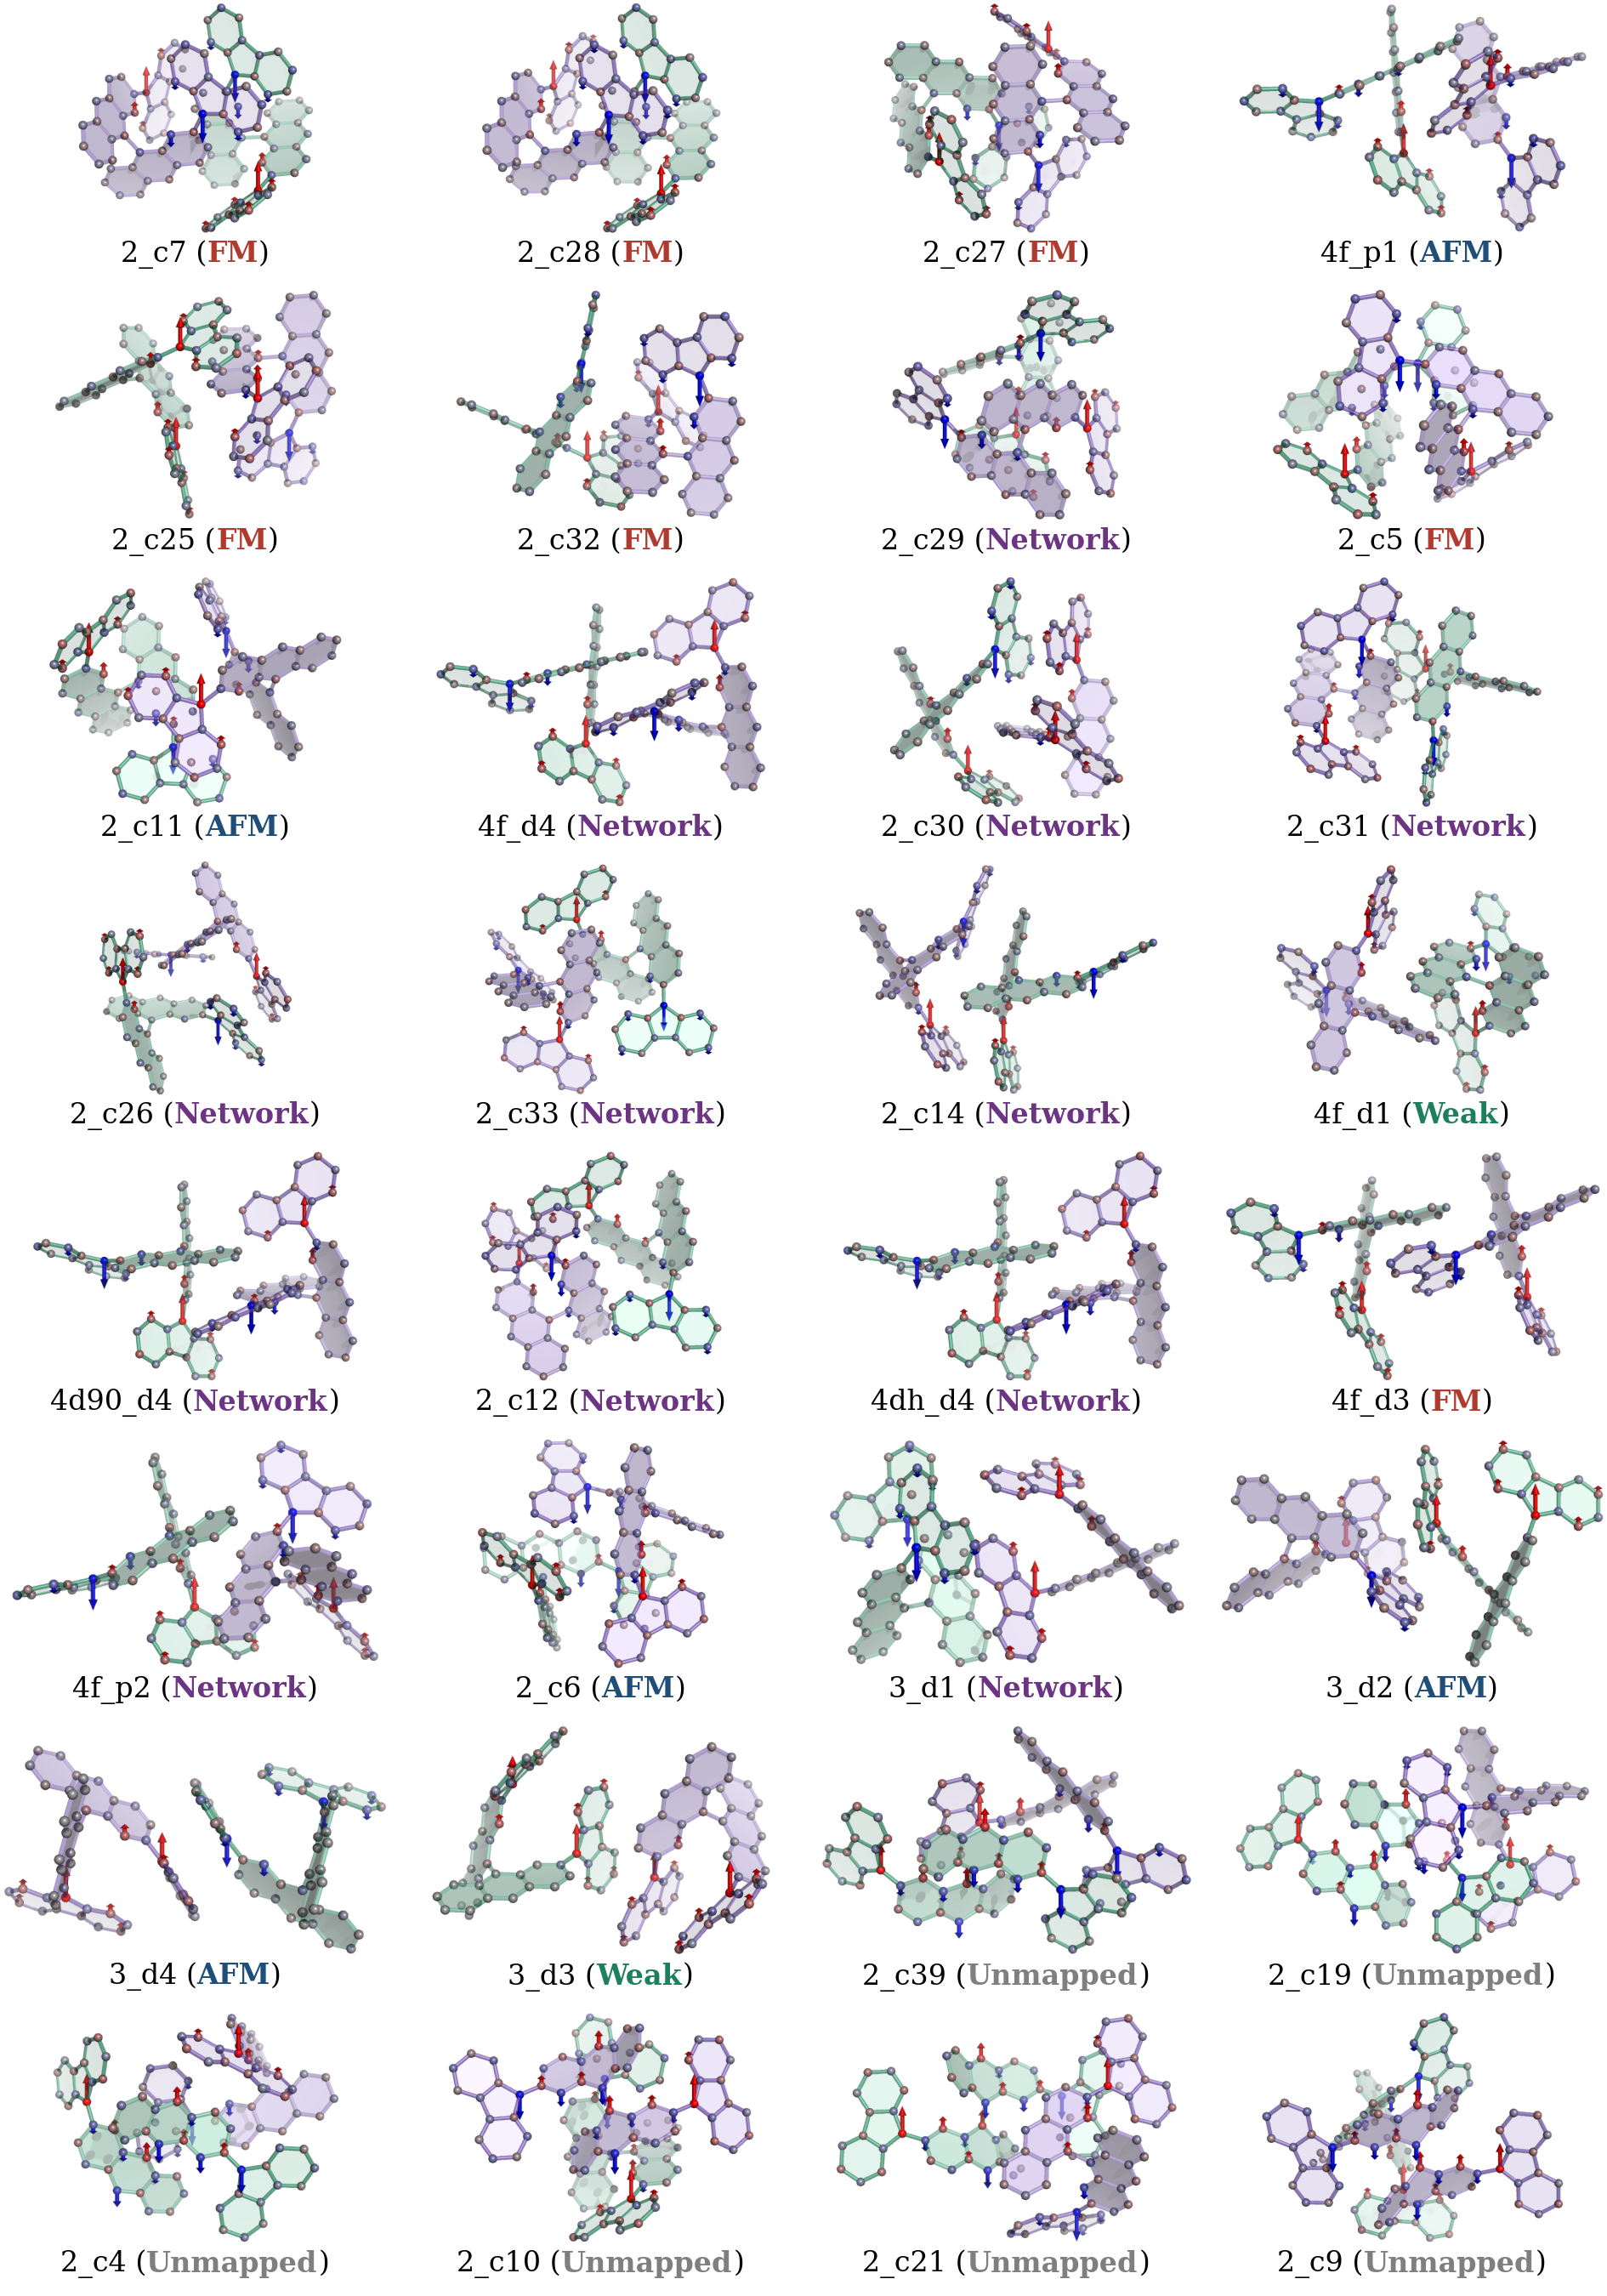 2_c7 (FM) 2_c28 (FM) 2_c27 (FM) 4f_p1 (AFM)
2_c25 (FM) 2_c32 (FM) 2_c29 (Network) 2_c5 (FM)
2_c11 (AFM) 4f_d4 (Network) 2_c30 (Network) 2_c31 (Network)
2_c26 (Network) 2_c33 (Network) 2_c14 (Network) 4f_d1 (Weak)
4d90_d4 (Network) 2_c12 (Network) 4dh_d4 (Network) 4f_d3 (FM)
4f_p2 (Network) 2_c6 (AFM) 3_d1 (Network) 3_d2 (AFM)
3_d4 (AFM) 3_d3 (Weak) 2_c39 (Unmapped) 2_c19 (Unmapped)
2_c4 (Unmapped) 2_c10 (Unmapped) 2_c21 (Unmapped) 2_c9 (Unmapped)